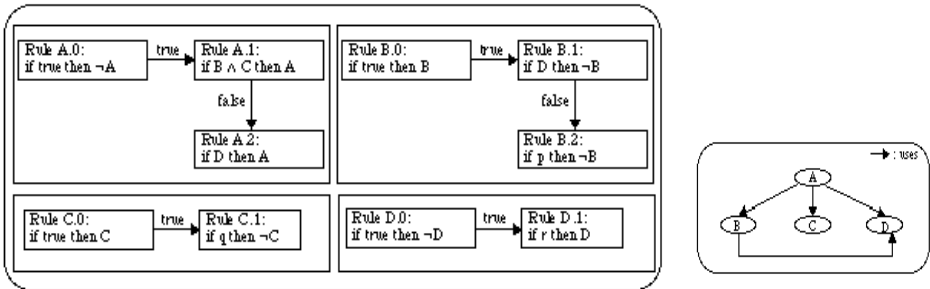 Rule A.0:
if true then ¬A
true
Rule A.1:
if B ∧ C then A
false
Rule A.2:
if D then A
Rule B.0:
if true then B
true
Rule B.1:
if D then ¬B
false
Rule B.2:
if p then ¬B
Rule C.0:
if true then C
true
Rule C.1:
if q then ¬C
Rule D.0:
if true then ¬D
true
Rule D.1:
if r then D
: uses
A
B
C
D